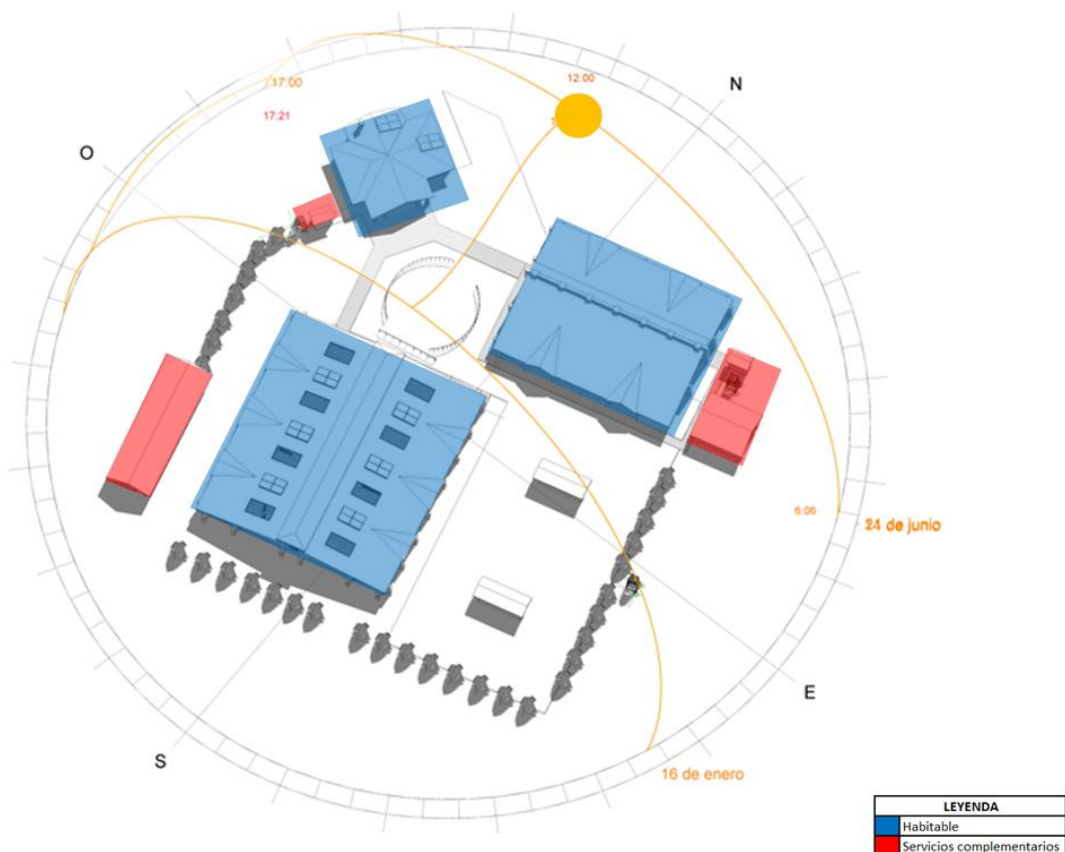 12:00
N
17:00
17:21
O
6:06
24 de junio
E
S
16 de enero
LEYENDA
Habitable
Servicios complementarios